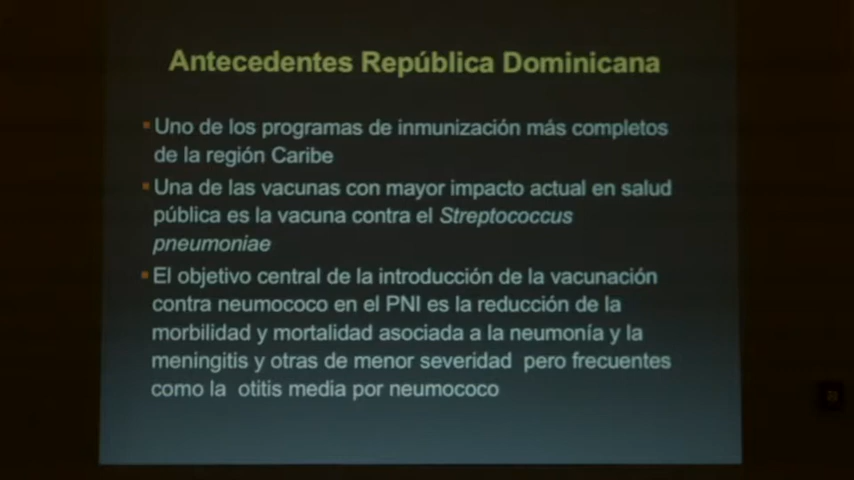 Antecedentes República Dominicana
Uno de los programas de inmunización más completos
de la región Caribe
Una de las vacunas con mayor impacto actual en salud
pública es la vacuna contra el Streptococcus
pneumoniae
El objetivo central de la introducción de la vacunación
contra neumococo en el PNI es la reducción de la
morbilidad y mortalidad asociada a la neumonía y la
meningitis y otras de menor severidad pero frecuentes
como la otitis media por neumococo